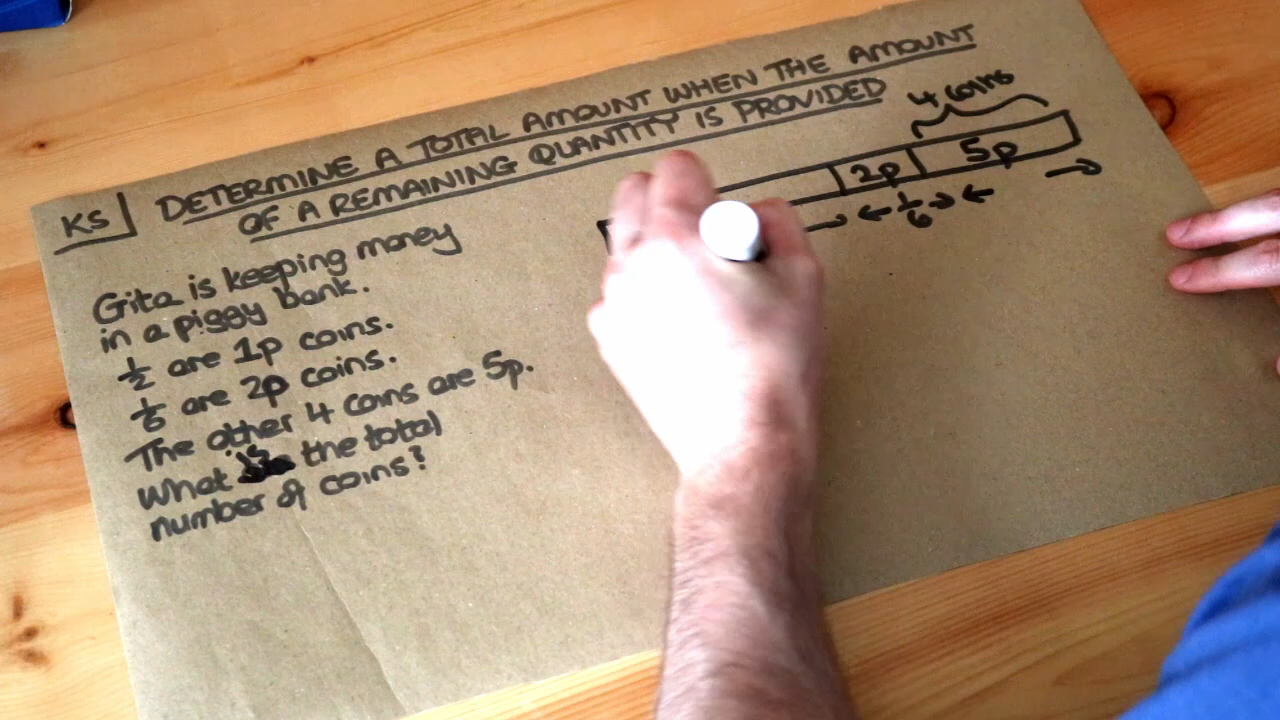 KS
DETERMINE A TOTAL AMOUNT WHEN THE AMOUNT
OF A REMAINING QUANTITY IS PROVIDED
Gita is keeping money
in a piggy bank.
1/2 are 1p coins.
1/6 are 2p coins.
The other 4 coins are 5p.
What is the total
number of coins?
4 coins
2p 5p
1/6